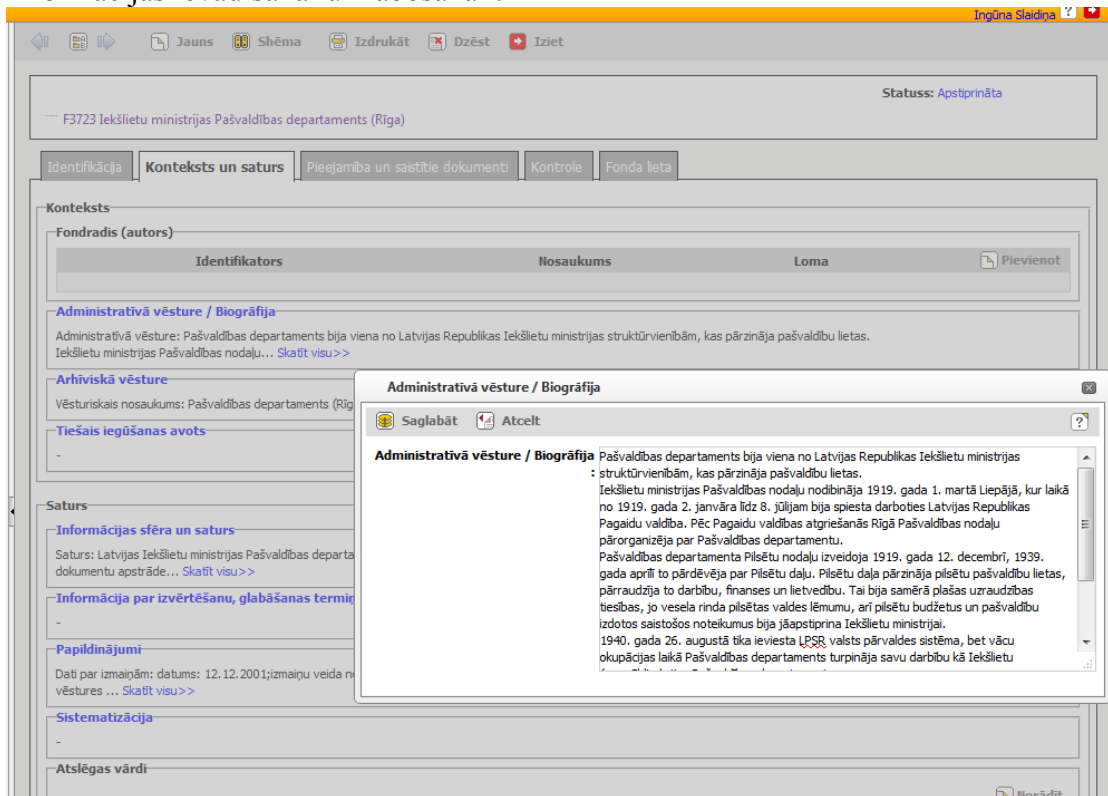 Ingūna Slaidiņa ?
Jauns Shēma Izdrukāt Dzēst Iziet
Statuss: Apstiprināta
F3723 Iekšlietu ministrijas Pašvaldības departaments (Rīga)
Identifikācija Konteksts un saturs Pieejamība un saistītie dokumenti Kontrole Fonda lieta
Konteksts
Fondradis (autors)
Identifikators Nosaukums Loma Pievienot
Administratīvā vēsture / Biogrāfija
Administratīvā vēsture: Pašvaldības departaments bija viena no Latvijas Republikas Iekšlietu ministrijas struktūrvienībām, kas pārzināja pašvaldību lietas.
Iekšlietu ministrijas Pašvaldības nodaļu... Skatīt visu>>
Arhīviskā vēsture
Vēsturiskais nosaukums: Pašvaldības departaments (Rīg
Tiešais iegūšanas avots
-
Saturs
Informācijas sfēra un saturs
Saturs: Latvijas Iekšlietu ministrijas Pašvaldības departa
dokumentu apstrāde... Skatīt visu>>
Informācija par izvērtēšanu, glabāšanas termiņ
-
Papildinājumi
Dati par izmaiņām: datums: 12.12.2001;izmaiņu veida n
vēstures ... Skatīt visu>>
Sistematizācija
-
Atslēgas vārdi
Norādīt
Administratīvā vēsture / Biogrāfija
Saglabāt Atcelt ?
Administratīvā vēsture / Biogrāfija :
Pašvaldības departaments bija viena no Latvijas Republikas Iekšlietu ministrijas
struktūrvienībām, kas pārzināja pašvaldību lietas.
Iekšlietu ministrijas Pašvaldības nodaļu nodibināja 1919. gada 1. martā Liepājā, kur laikā
no 1919. gada 2. janvāra līdz 8. jūlijam bija spiesta darboties Latvijas Republikas
Pagaidu valdība. Pēc Pagaidu valdības atgriešanās Rīgā Pašvaldības nodaļu
pārorganizēja par Pašvaldības departamentu.
Pašvaldības departamenta Pilsētu nodaļu izveidoja 1919. gada 12. decembrī, 1939.
gada aprīlī to pārdēvēja par Pilsētu daļu. Pilsētu daļa pārzināja pilsētu pašvaldību lietas,
pārraudzīja to darbību, finanses un lietvedību. Tai bija samērā plašas uzraudzības
tiesības, jo vesela rinda pilsētas valdes lēmumu, arī pilsētu budžetus un pašvaldību
izdotos saistošos noteikumus bija jāapstiprina Iekšlietu ministrijai.
1940. gada 26. augustā tika ieviesta LPSR valsts pārvaldes sistēma, bet vācu
okupācijas laikā Pašvaldības departaments turpināja savu darbību kā Iekšlietu